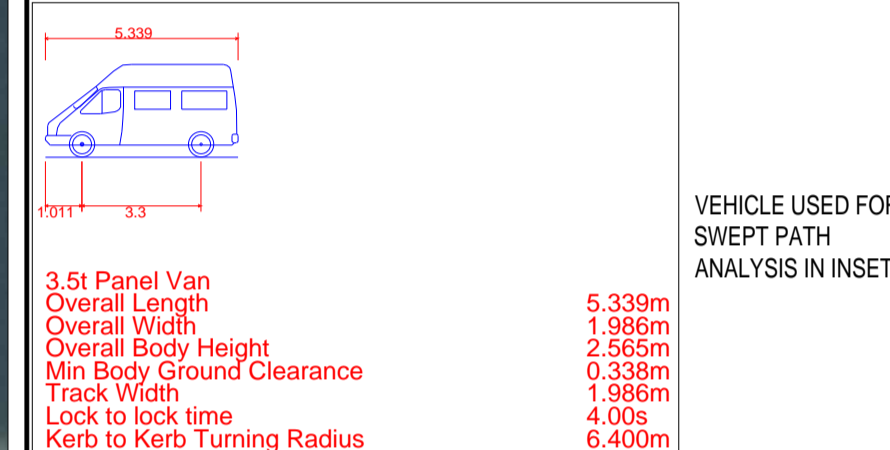 5.339
1.011 3.3
3.5t Panel Van
Overall Length 5.339m
Overall Width 1.986m
Overall Body Height 2.565m
Min Body Ground Clearance 0.338m
Track Width 1.986m
Lock to lock time 4.00s
Kerb to Kerb Turning Radius 6.400m
VEHICLE USED FOR
SWEPT PATH
ANALYSIS IN INSET